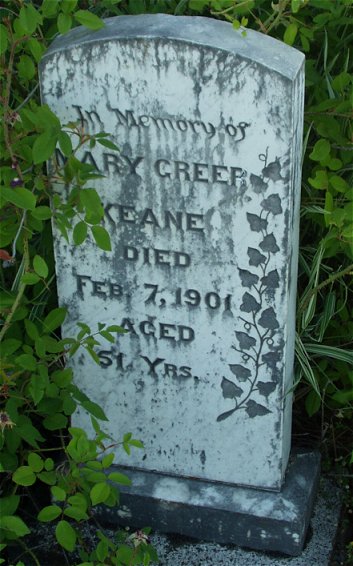 In Memory of
MARY GREER
KEANE
DIED
Feb. 7, 1901
AGED
51 Yrs.